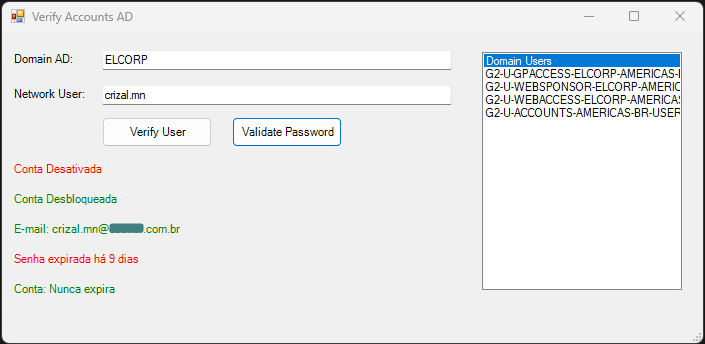 Verify Accounts AD
Domain AD: ELCORP
Network User: crizal.mn
Verify User Validate Password
Conta Desativada
Conta Desbloqueada
E-mail: crizal.mn@ .com.br
Senha expirada há 9 dias
Conta: Nunca expira
Domain Users
G2-U-GPACCESS-ELCORP-AMERICAS-
G2-U-WEBSPONSOR-ELCORP-AMERIC
G2-U-WEBACCESS-ELCORP-AMERICAS
G2-U-ACCOUNTS-AMERICAS-BR-USER